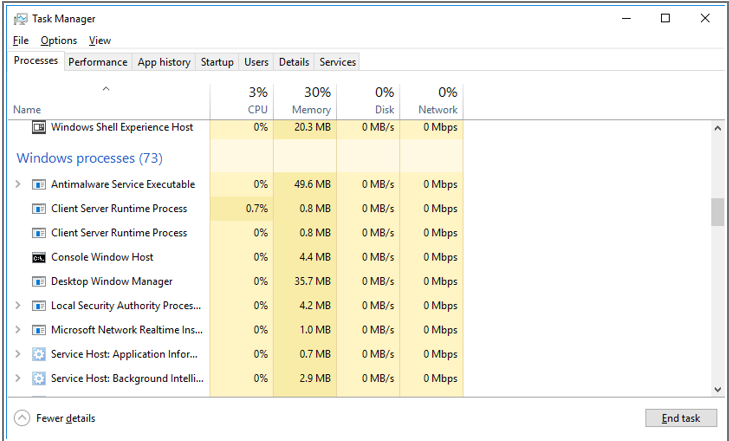 Task Manager
File Options View
Processes Performance App history Startup Users Details Services
3% 30% 0% 0%
Name CPU Memory Disk Network
Windows Shell Experience Host 0% 20.3 MB 0 MB/s 0 Mbps
Windows processes (73)
Antimalware Service Executable 0% 49.6 MB 0 MB/s 0 Mbps
Client Server Runtime Process 0.7% 0.8 MB 0 MB/s 0 Mbps
Client Server Runtime Process 0% 0.8 MB 0 MB/s 0 Mbps
Console Window Host 0% 4.4 MB 0 MB/s 0 Mbps
Desktop Window Manager 0% 35.7 MB 0 MB/s 0 Mbps
Local Security Authority Proces... 0% 4.2 MB 0 MB/s 0 Mbps
Microsoft Network Realtime Ins... 0% 1.0 MB 0 MB/s 0 Mbps
Service Host: Application Infor... 0% 0.7 MB 0 MB/s 0 Mbps
Service Host: Background Intelli... 0% 2.9 MB 0 MB/s 0 Mbps
Fewer details End task